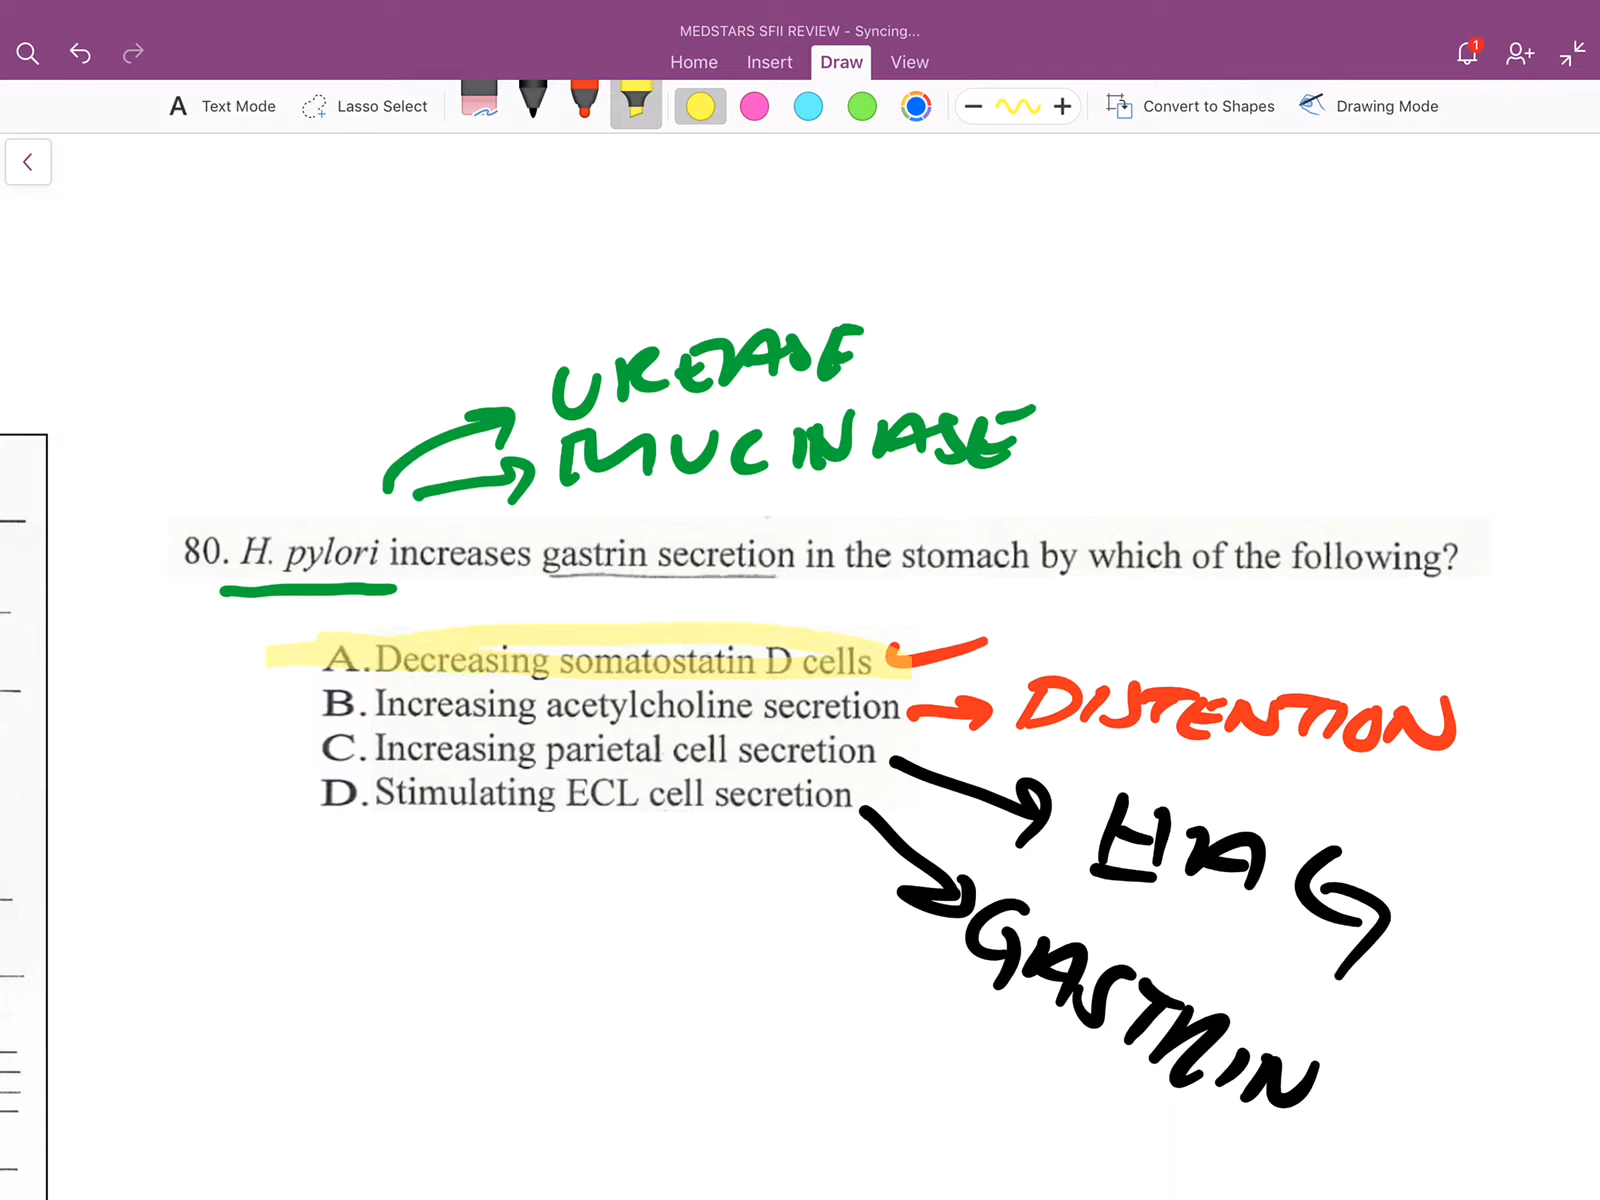 MEDSTARS SFII REVIEW - Syncing...
Home Insert Draw View
1
A Text Mode Lasso Select Convert to Shapes Drawing Mode
UREASE
MUCINASE
80. H. pylori increases gastrin secretion in the stomach by which of the following?
A. Decreasing somatostatin D cells
B. Increasing acetylcholine secretion
DISTENTION
C. Increasing parietal cell secretion
D. Stimulating ECL cell secretion
HAG
GASTRIN